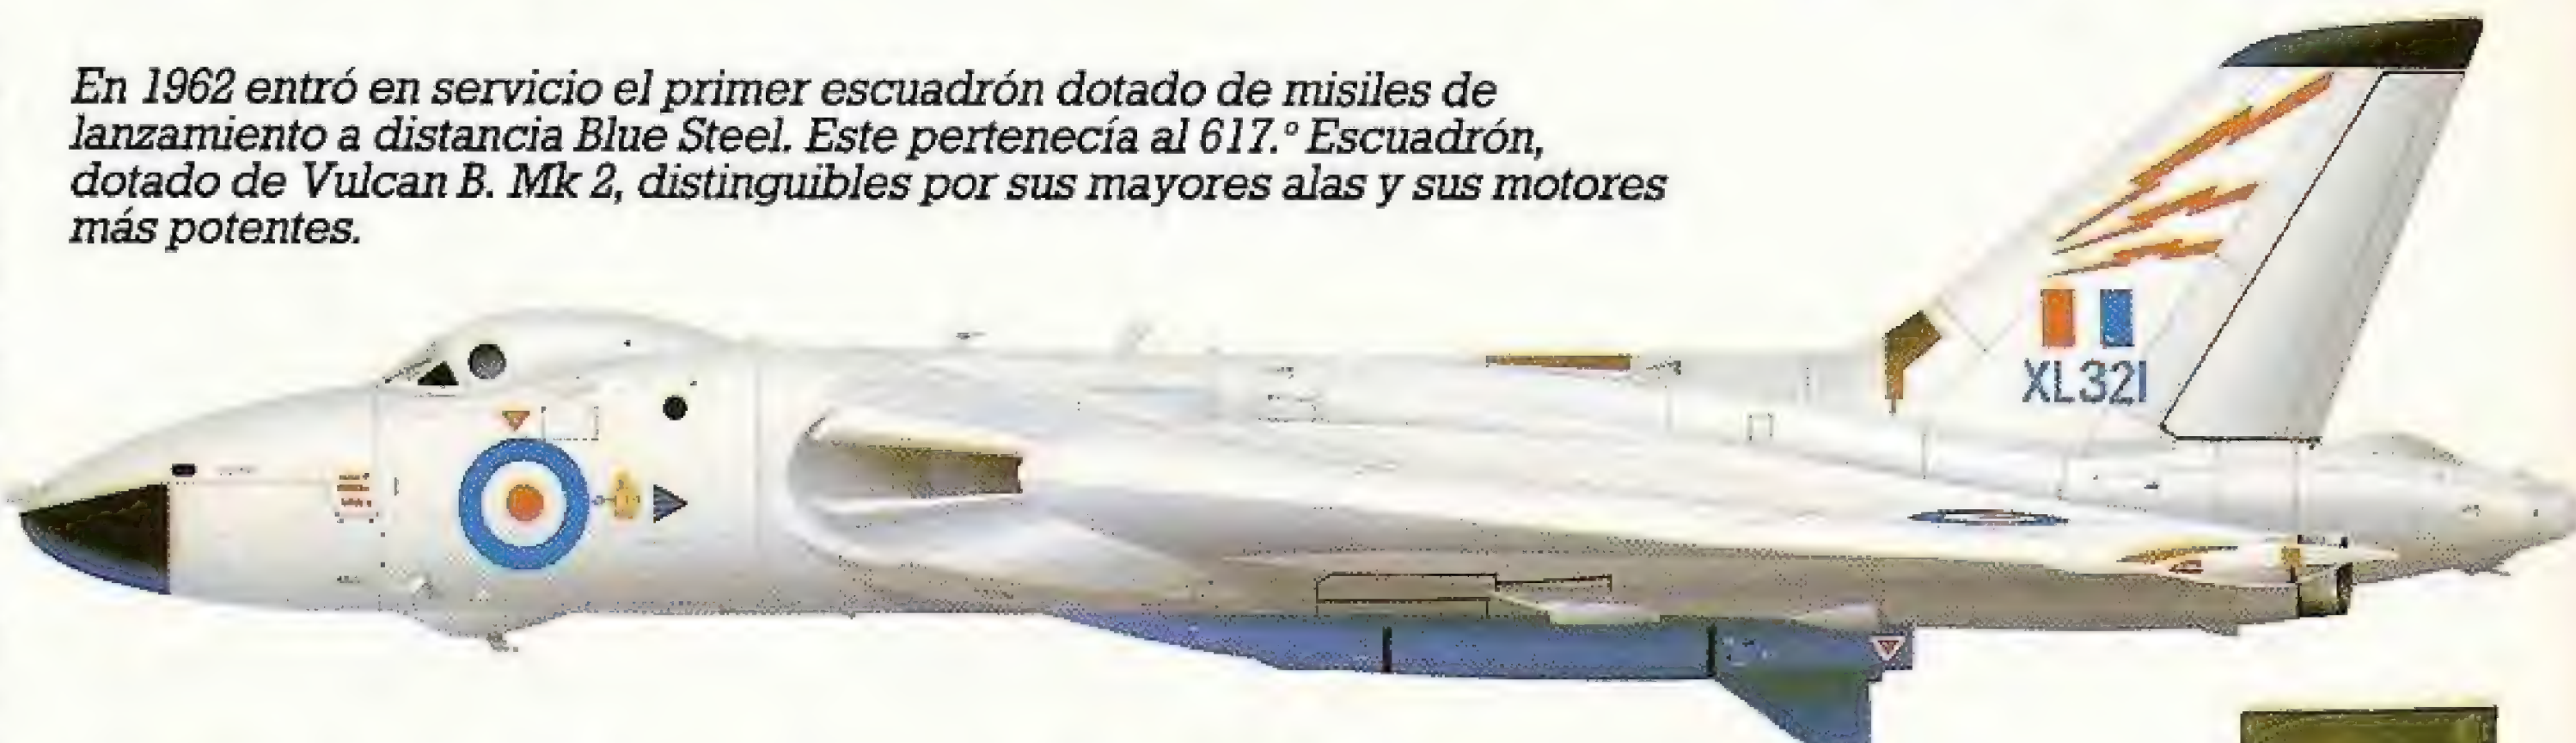 En 1962 entró en servicio el primer escuadrón dotado de misiles de
lanzamiento a distancia Blue Steel. Este pertenecía al 617.º Escuadrón,
dotado de Vulcan B. Mk 2, distinguibles por sus mayores alas y sus motores
más potentes.
XL321